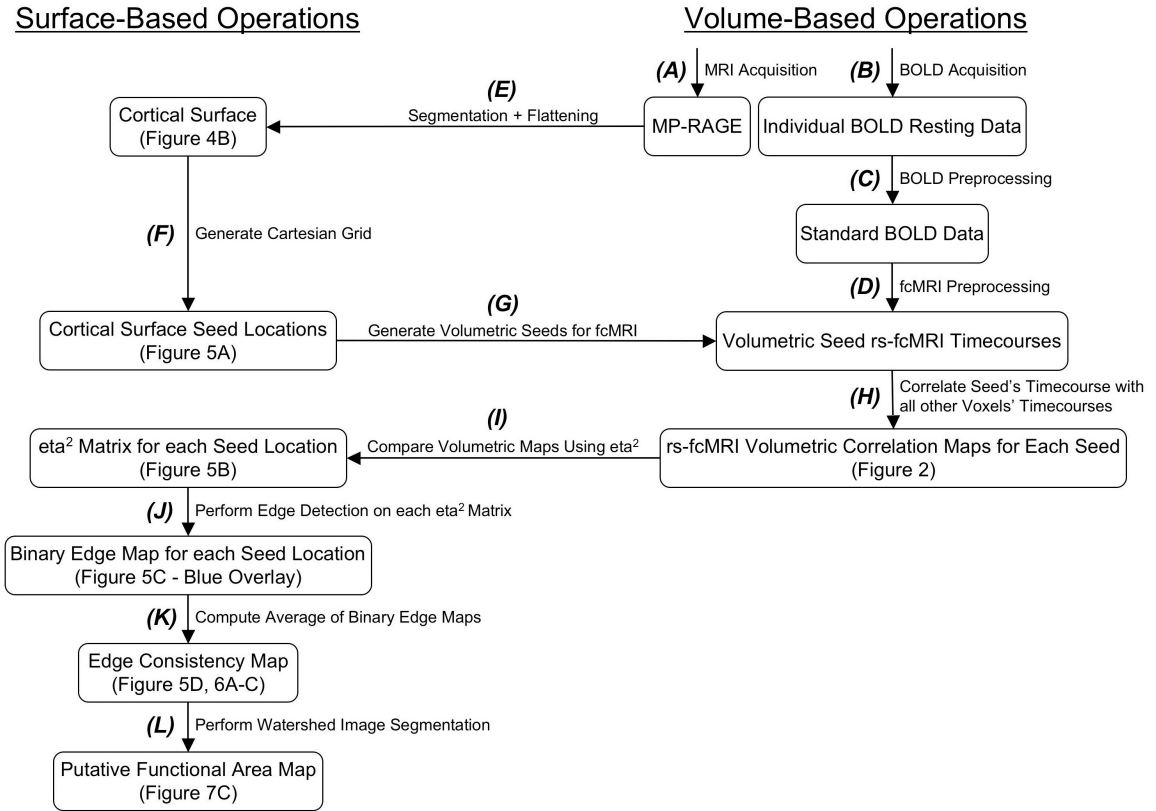 Surface-Based Operations
Volume-Based Operations
(A) MRI Acquisition
(B) BOLD Acquisition
(E)
Segmentation + Flattening
Cortical Surface
(Figure 4B)
MP-RAGE
Individual BOLD Resting Data
(C) BOLD Preprocessing
Standard BOLD Data
(F) Generate Cartesian Grid
(D) fcMRI Preprocessing
(G)
Generate Volumetric Seeds for fcMRI
Cortical Surface Seed Locations
(Figure 5A)
Volumetric Seed rs-fcMRI Timecourses
(H) Correlate Seed's Timecourse with
all other Voxels' Timecourses
(I)
Compare Volumetric Maps Using eta²
eta² Matrix for each Seed Location
(Figure 5B)
rs-fcMRI Volumetric Correlation Maps for Each Seed
(Figure 2)
(J) Perform Edge Detection on each eta² Matrix
Binary Edge Map for each Seed Location
(Figure 5C - Blue Overlay)
(K) Compute Average of Binary Edge Maps
Edge Consistency Map
(Figure 5D, 6A-C)
(L) Perform Watershed Image Segmentation
Putative Functional Area Map
(Figure 7C)